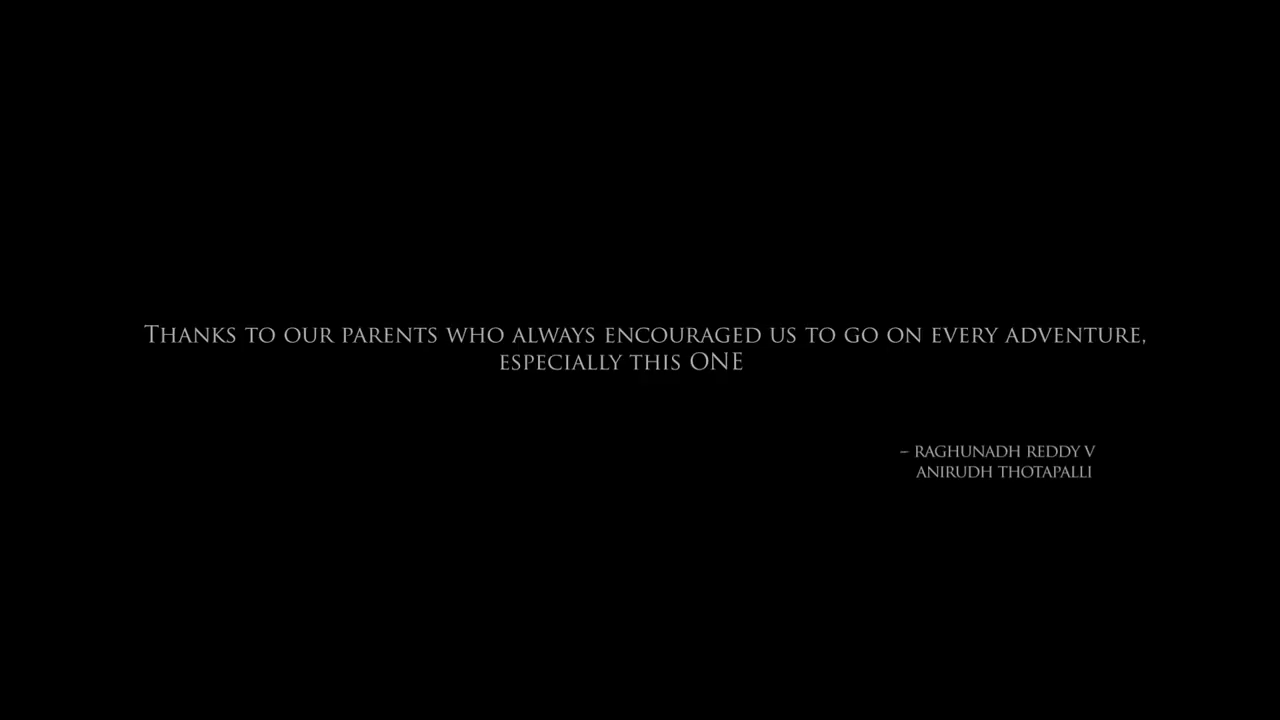 Thanks to our parents who always encouraged us to go on every adventure,
especially this ONE
– RAGHUNADH REDDY V
ANIRUDH THOTAPALLI